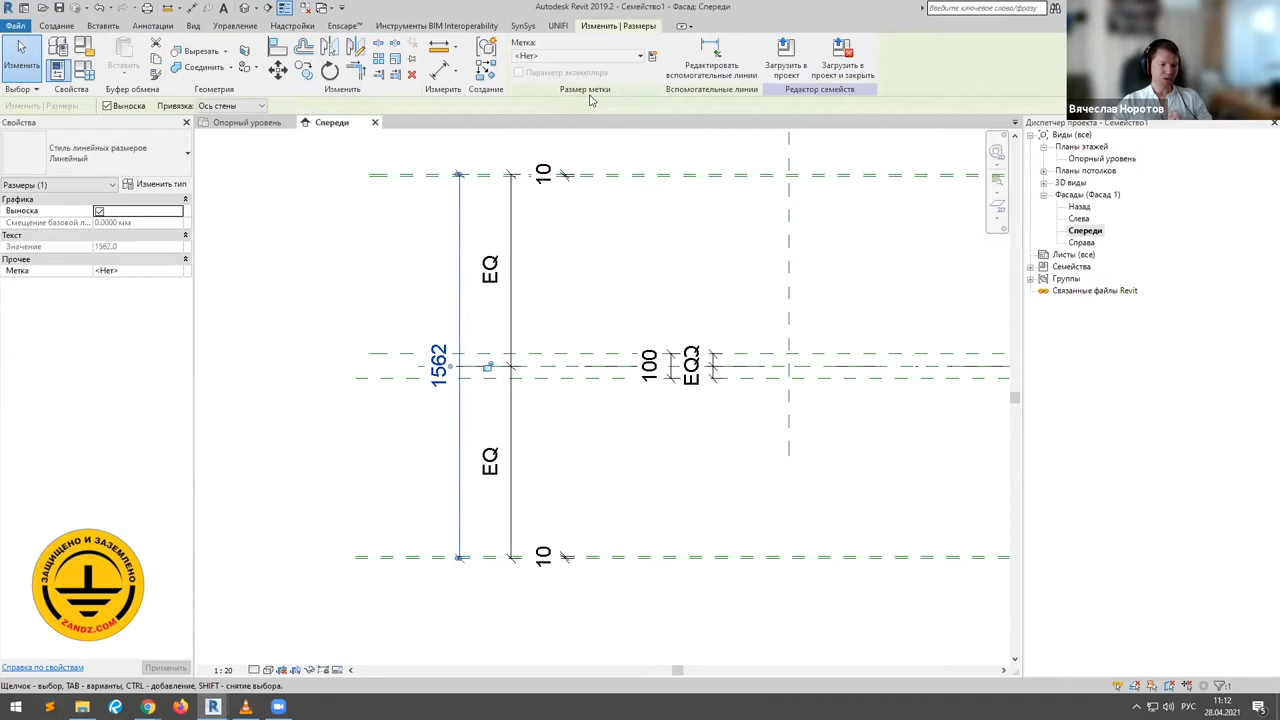 Autodesk Revit 2019.2 - Семейство1 - Фасад: Спереди
Введите ключевое слово/фразу
Файл
Создание
Вставка
Аннотации
Вид
Управление
Надстройки
Enscape™
Инструменты BIM Interoperability
SynSys
UNIFI
Изменить | Размеры
Изменить
Вставить
Вырезать
Соединить
Метка:
<Нет>
Параметр экземпляра
Редактировать
вспомогательные линии
Загрузить в
проект
Загрузить в
проект и закрыть
Выбор
Свойства
Буфер обмена
Геометрия
Изменить
Измерить
Создание
Размер метки
Вспомогательные линии
Редактор семейств
Изменить | Размеры
Выноска
Привязка:
Ось стены
Вячеслав Норотов
Свойства
Опорный уровень
Спереди
Диспетчер проекта - Семейство1
Стиль линейных размеров
Линейный
Размеры (1)
Изменить тип
Графика
Выноска
Смещение базовой л...
0.0000 мм
Текст
Значение
1562.0
Прочее
Метка
<Нет>
10
EQ
1562
100
EQ
EQ
10
Виды (все)
Планы этажей
Опорный уровень
Планы потолков
3D виды
Фасады (Фасад 1)
Назад
Слева
Спереди
Справа
Листы (все)
Семейства
Группы
Связанные файлы Revit
ЗАЩИЩЕНО И ЗАЗЕМЛЕНО
ZANDZ.COM
Справка по свойствам
Применить
1 : 20
Щелчок - выбор, TAB - варианты, CTRL - добавление, SHIFT - снятие выбора.
:1
РУС
11:12
28.04.2021
5